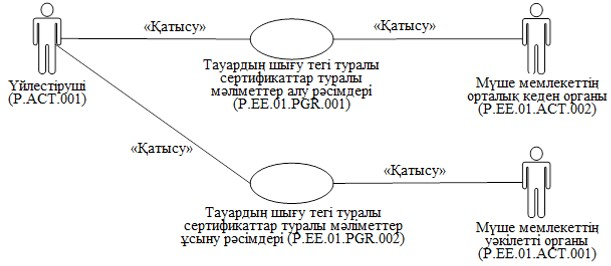 «Қатысу»
«Қатысу»
Үйлестіруші
(P.ACT.001)
Тауардың шығу тегі туралы
сертификаттар туралы
мәліметтер алу рәсімдері
(P.EE.01.PGR.001)
Мүше мемлекеттің
орталық кеден органы
(P.EE.01.ACT.002)
«Қатысу»
«Қатысу»
Тауардың шығу тегі туралы
сертификаттар туралы мәліметтер
ұсыну рәсімдері (P.EE.01.PGR.002)
Мүше мемлекеттің
уәкілетті органы
(P.EE.01.ACT.001)